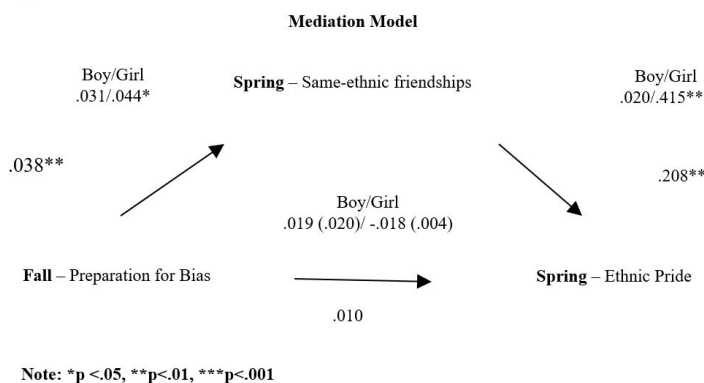 Mediation Model
Boy/Girl
.031/.044*
Spring – Same-ethnic friendships
Boy/Girl
.020/.415**
.038**
.208**
Boy/Girl
.019 (.020)/ -.018 (.004)
Fall – Preparation for Bias
Spring – Ethnic Pride
.010
Note: *p <.05, **p<.01, ***p<.001